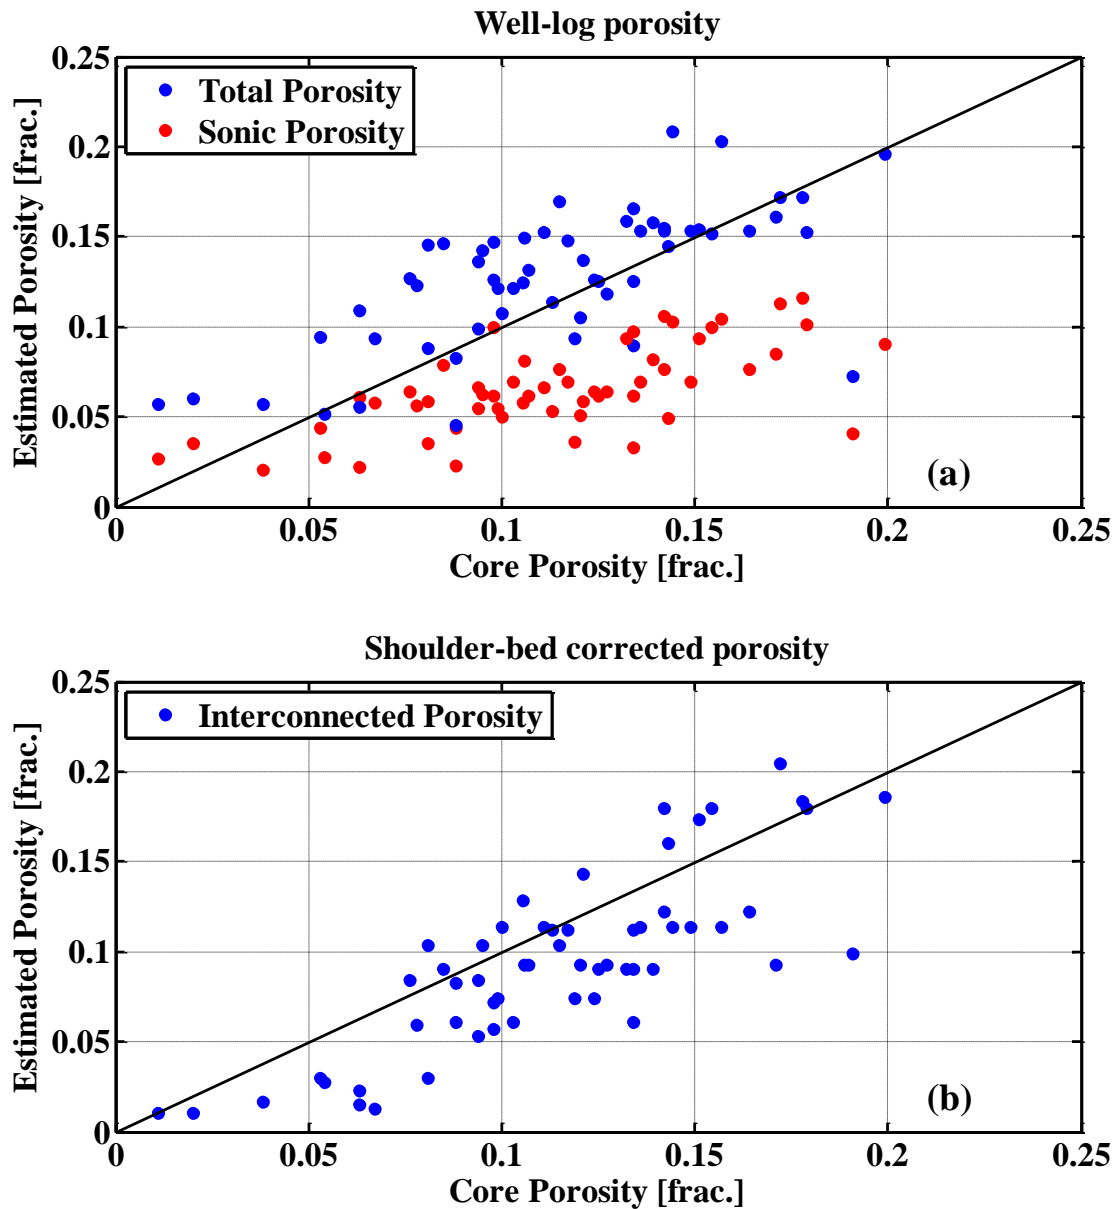 Well-log porosity
0.25
0.2
0.15
0.1
0.05
0
Estimated Porosity [frac.]
Total Porosity
Sonic Porosity
(a)
0 0.05 0.1 0.15 0.2 0.25
Core Porosity [frac.]
Shoulder-bed corrected porosity
0.25
0.2
0.15
0.1
0.05
0
Estimated Porosity [frac.]
Interconnected Porosity
(b)
0 0.05 0.1 0.15 0.2 0.25
Core Porosity [frac.]